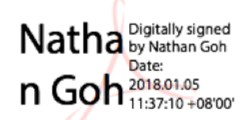 Natha
n Goh
Digitally signed
by Nathan Goh
Date:
2018.01.05
11:37:10 +08'00'